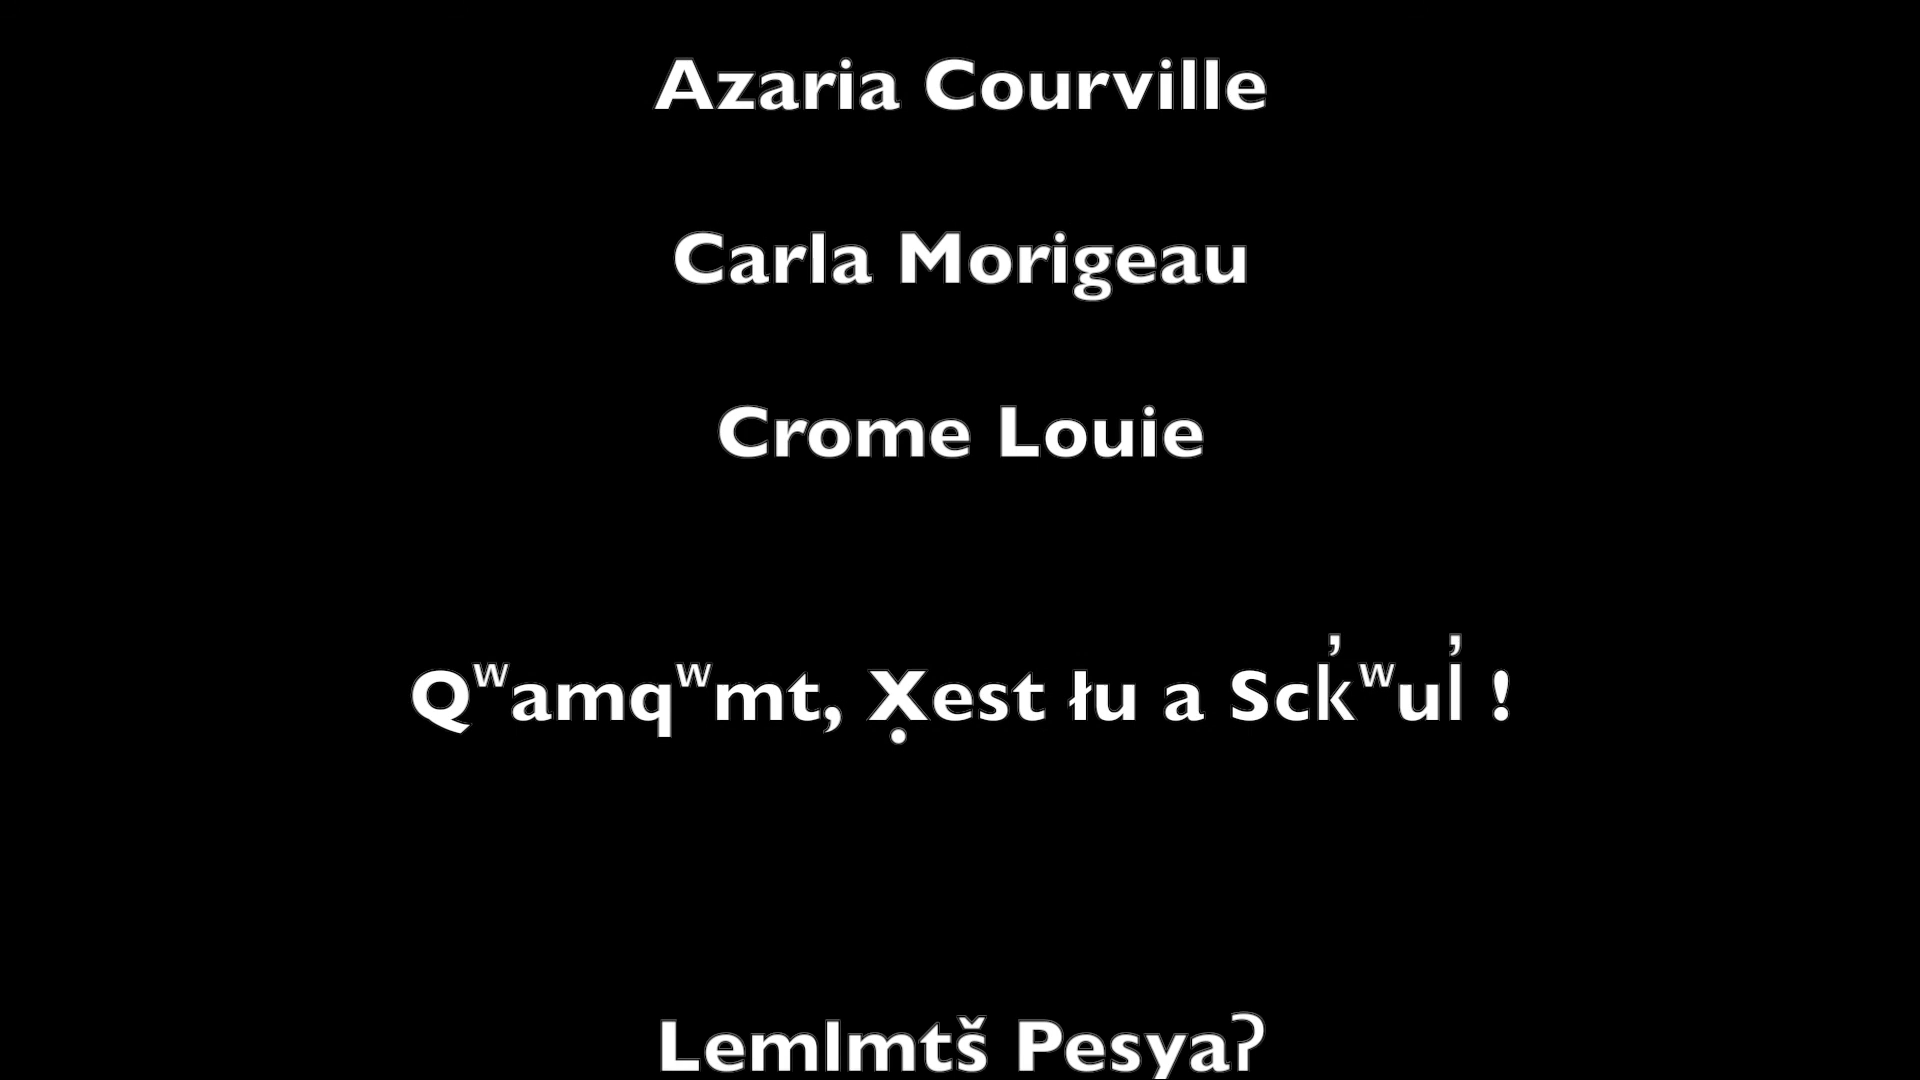 Azaria Courville
Carla Morigeau
Crome Louie
Qʷamqʷmt, X̣est łu a Sck̓ʷul̓ !
Lemlmtš Pesyaʔ